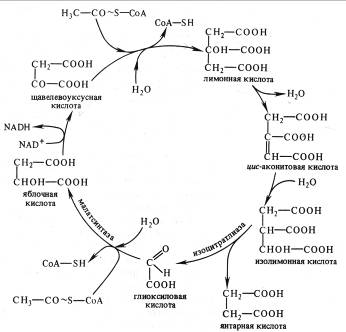 H₃C—CO~S—CoA
CoA—SH
CH₂—COOH
COH—COOH
CH₂—COOH
лимонная кислота
H₂O
CH₂—COOH
CO—COOH
щавелевоуксусная
кислота
H₂O
CH₂—COOH
C—COOH
CH—COOH
цис-аконитовая кислота
NADH
NAD⁺
CH₂—COOH
CHOH—COOH
яблочная
кислота
H₂O
CH₂—COOH
CH—COOH
CHOH—COOH
изолимонная кислота
малатсинтаза
H₂O
изоцитратлиаза
CoA—SH
O
C
H
COOH
глиоксиловая
кислота
CH₃—CO~S—CoA
CH₂—COOH
CH₂—COOH
янтарная кислота